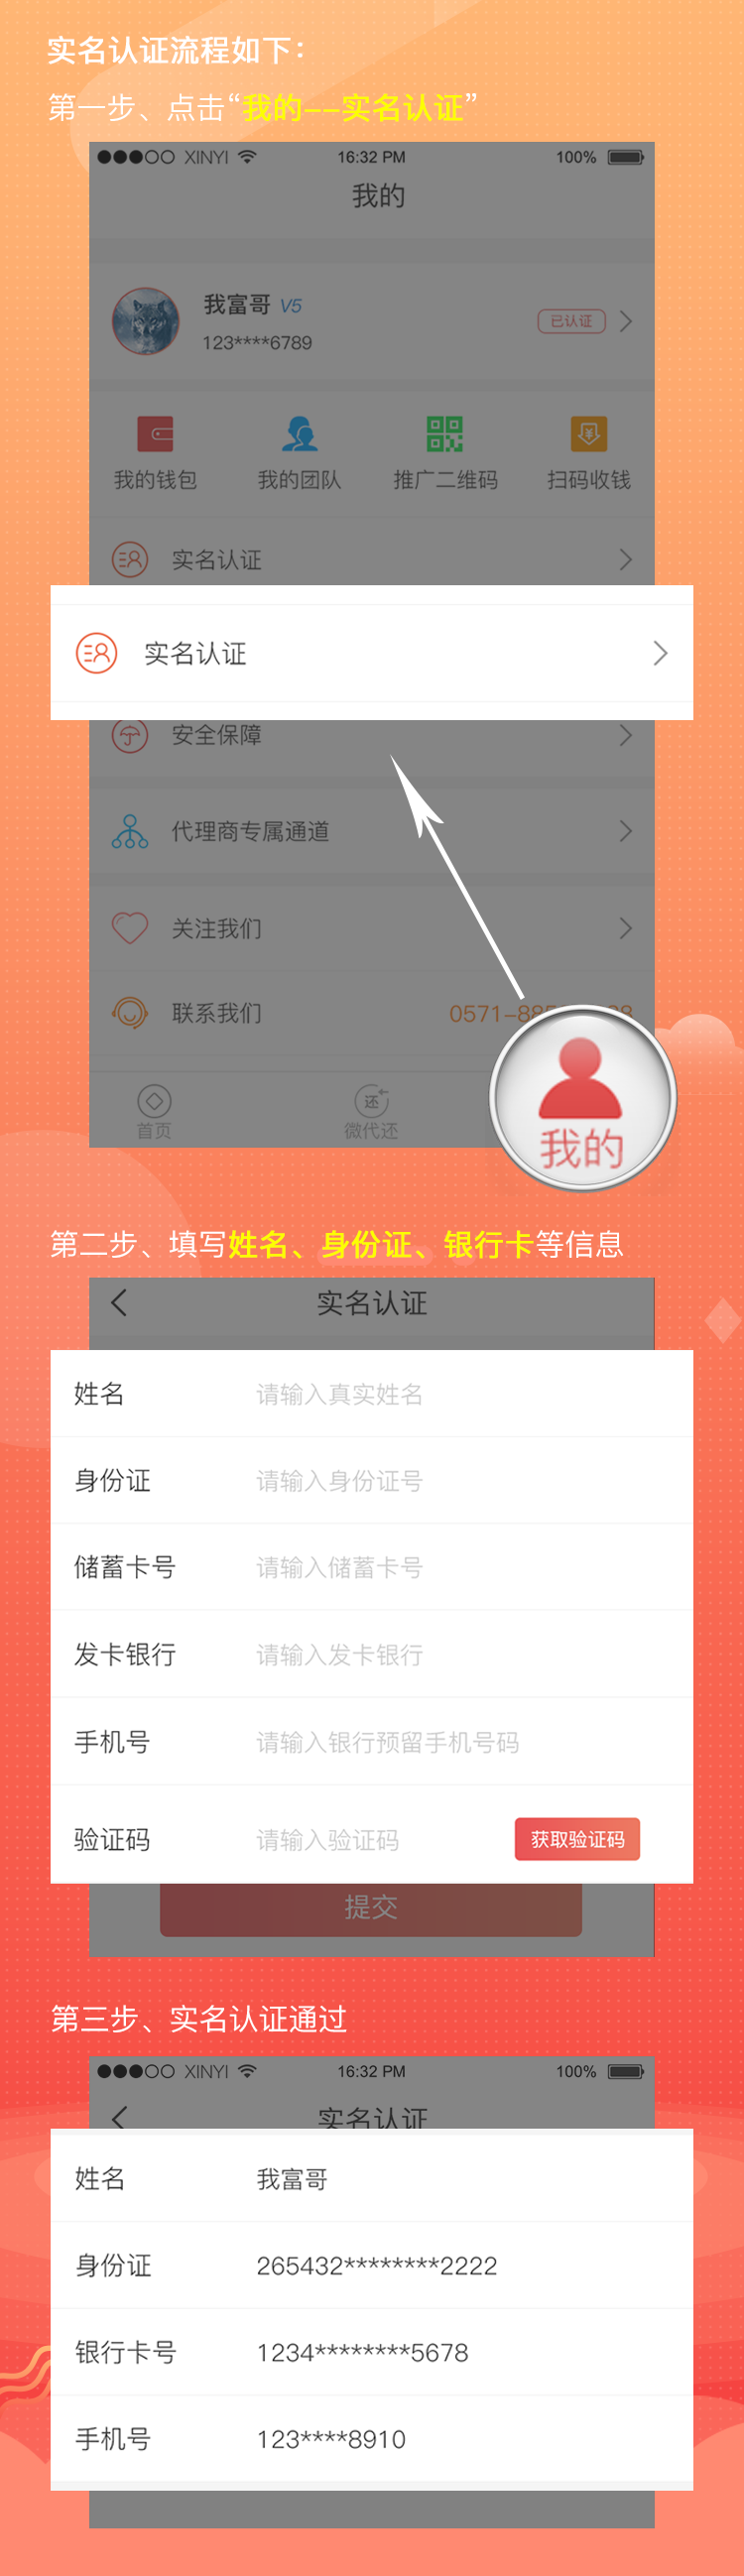 实名认证流程如下：
第一步、点击“我的--实名认证”
XINYI 16:32 PM 100%
我的
我富哥 V5
已认证
123****6789
我的钱包 我的团队 推广二维码 扫码收钱
实名认证
实名认证
安全保障
代理商专属通道
关注我们
联系我们 0571-88
首页 还 微代还 我的
第二步、填写姓名、身份证、银行卡等信息
实名认证
姓名 请输入真实姓名
身份证 请输入身份证号
储蓄卡号 请输入储蓄卡号
发卡银行 请输入发卡银行
手机号 请输入银行预留手机号码
验证码 请输入验证码 获取验证码
提交
第三步、实名认证通过
XINYI 16:32 PM 100%
实名认证
姓名 我富哥
身份证 265432********2222
银行卡号 1234********5678
手机号 123****8910